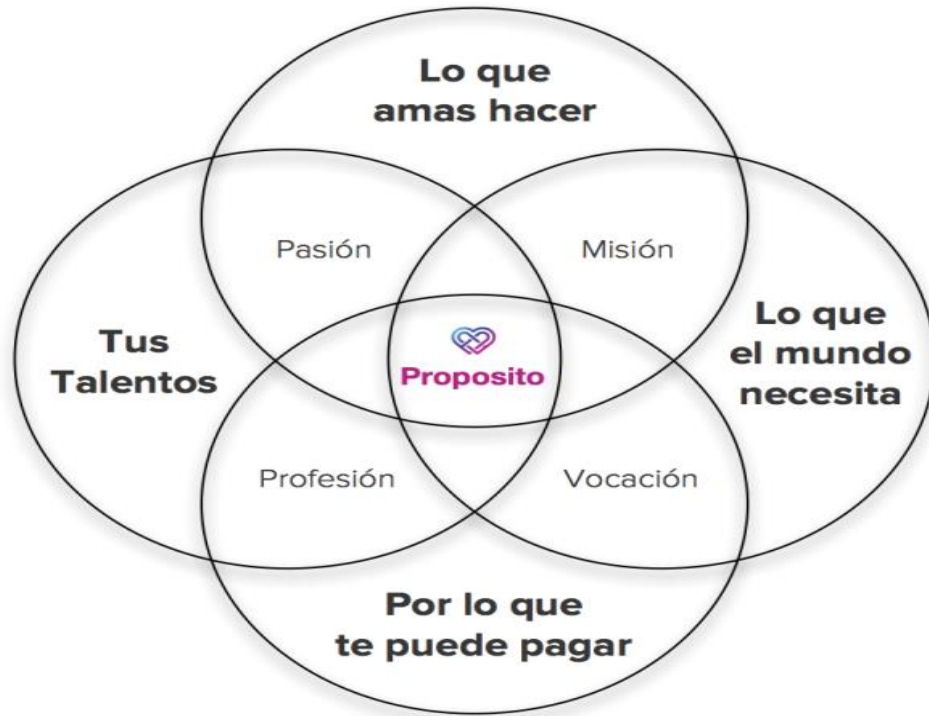 Lo que
amas hacer
Pasión
Misión
Tus
Talentos
Proposito
Lo que
el mundo
necesita
Profesión
Vocación
Por lo que
te puede pagar